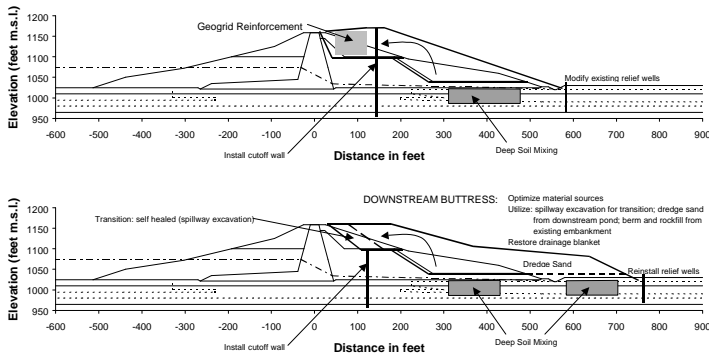 Geogrid Reinforcement
Elevation (feet m.s.l.)
1200
1150
1100
1050
1000
950
Modify existing relief wells
-600 -500 -400 -300 -200 -100 0 100 200 300 400 500 600 700 800 900
Install cutoff wall
Distance in feet
Deep Soil Mixing
DOWNSTREAM BUTTRESS:
Optimize material sources
Utilize: spillway excavation for transition; dredge sand
from downstream pond; berm and rockfill from
existing embankment
Restore drainage blanket
Transition: self healed (spillway excavation)
Elevation (feet m.s.l.)
1200
1150
1100
1050
1000
950
Dredge Sand
Reinstall relief wells
-600 -500 -400 -300 -200 -100 0 100 200 300 400 500 600 700 800 900
Install cutoff wall
Distance in feet
Deep Soil Mixing